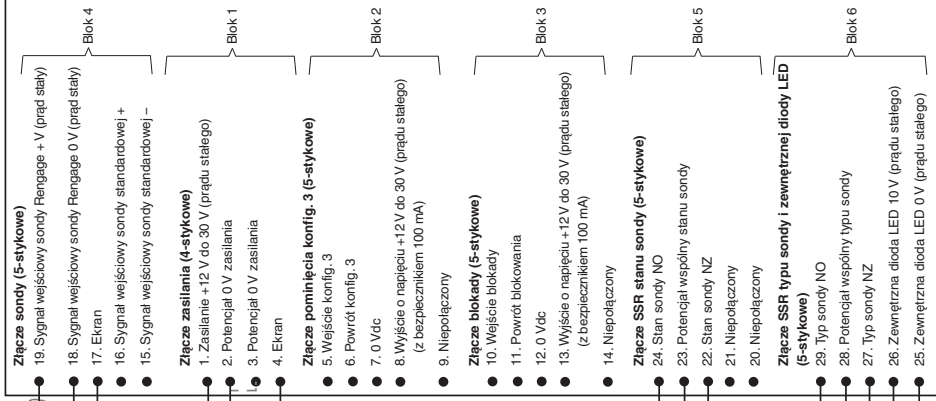 Złącze sondy (5-stykowe)
19. Sygnał wejściowy sondy Rengage + V (prąd stały)
18. Sygnał wejściowy sondy Rengage 0 V (prąd stały)
17. Ekran
16. Sygnał wejściowy sondy standardowej +
15. Sygnał wejściowy sondy standardowej –
Blok 4
Złącze zasilania (4-stykowe)
1. Zasilanie +12 V do 30 V (prądu stałego)
2. Potencjał 0 V zasilania
3. Potencjał 0 V zasilania
4. Ekran
Blok 1
Złącze pominięcia konfig. 3 (5-stykowe)
5. Wejście konfig. 3
6. Powrót konfig. 3
7. 0 Vdc
8. Wyjście o napięciu +12 V do 30 V (prądu stałego)
(z bezpiecznikiem 100 mA)
9. Niepołączony
Blok 2
Złącze blokady (5-stykowe)
10. Wejście blokady
11. Powrót blokowania
12. 0 Vdc
13. Wyjście o napięciu +12 V do 30 V (prądu stałego)
(z bezpiecznikiem 100 mA)
14. Niepołączony
Blok 3
Złącze SSR stanu sondy (5-stykowe)
24. Stan sondy NO
23. Potencjał wspólny stanu sondy
22. Stan sondy NZ
21. Niepołączony
20. Niepołączony
Blok 5
Złącze SSR typu sondy i zewnętrznej diody LED
(5-stykowe)
29. Typ sondy NO
28. Potencjał wspólny typu sondy
27. Typ sondy NZ
26. Zewnętrzna dioda LED 10 V (prądu stałego)
25. Zewnętrzna dioda LED 0 V (prądu stałego)
Blok 6